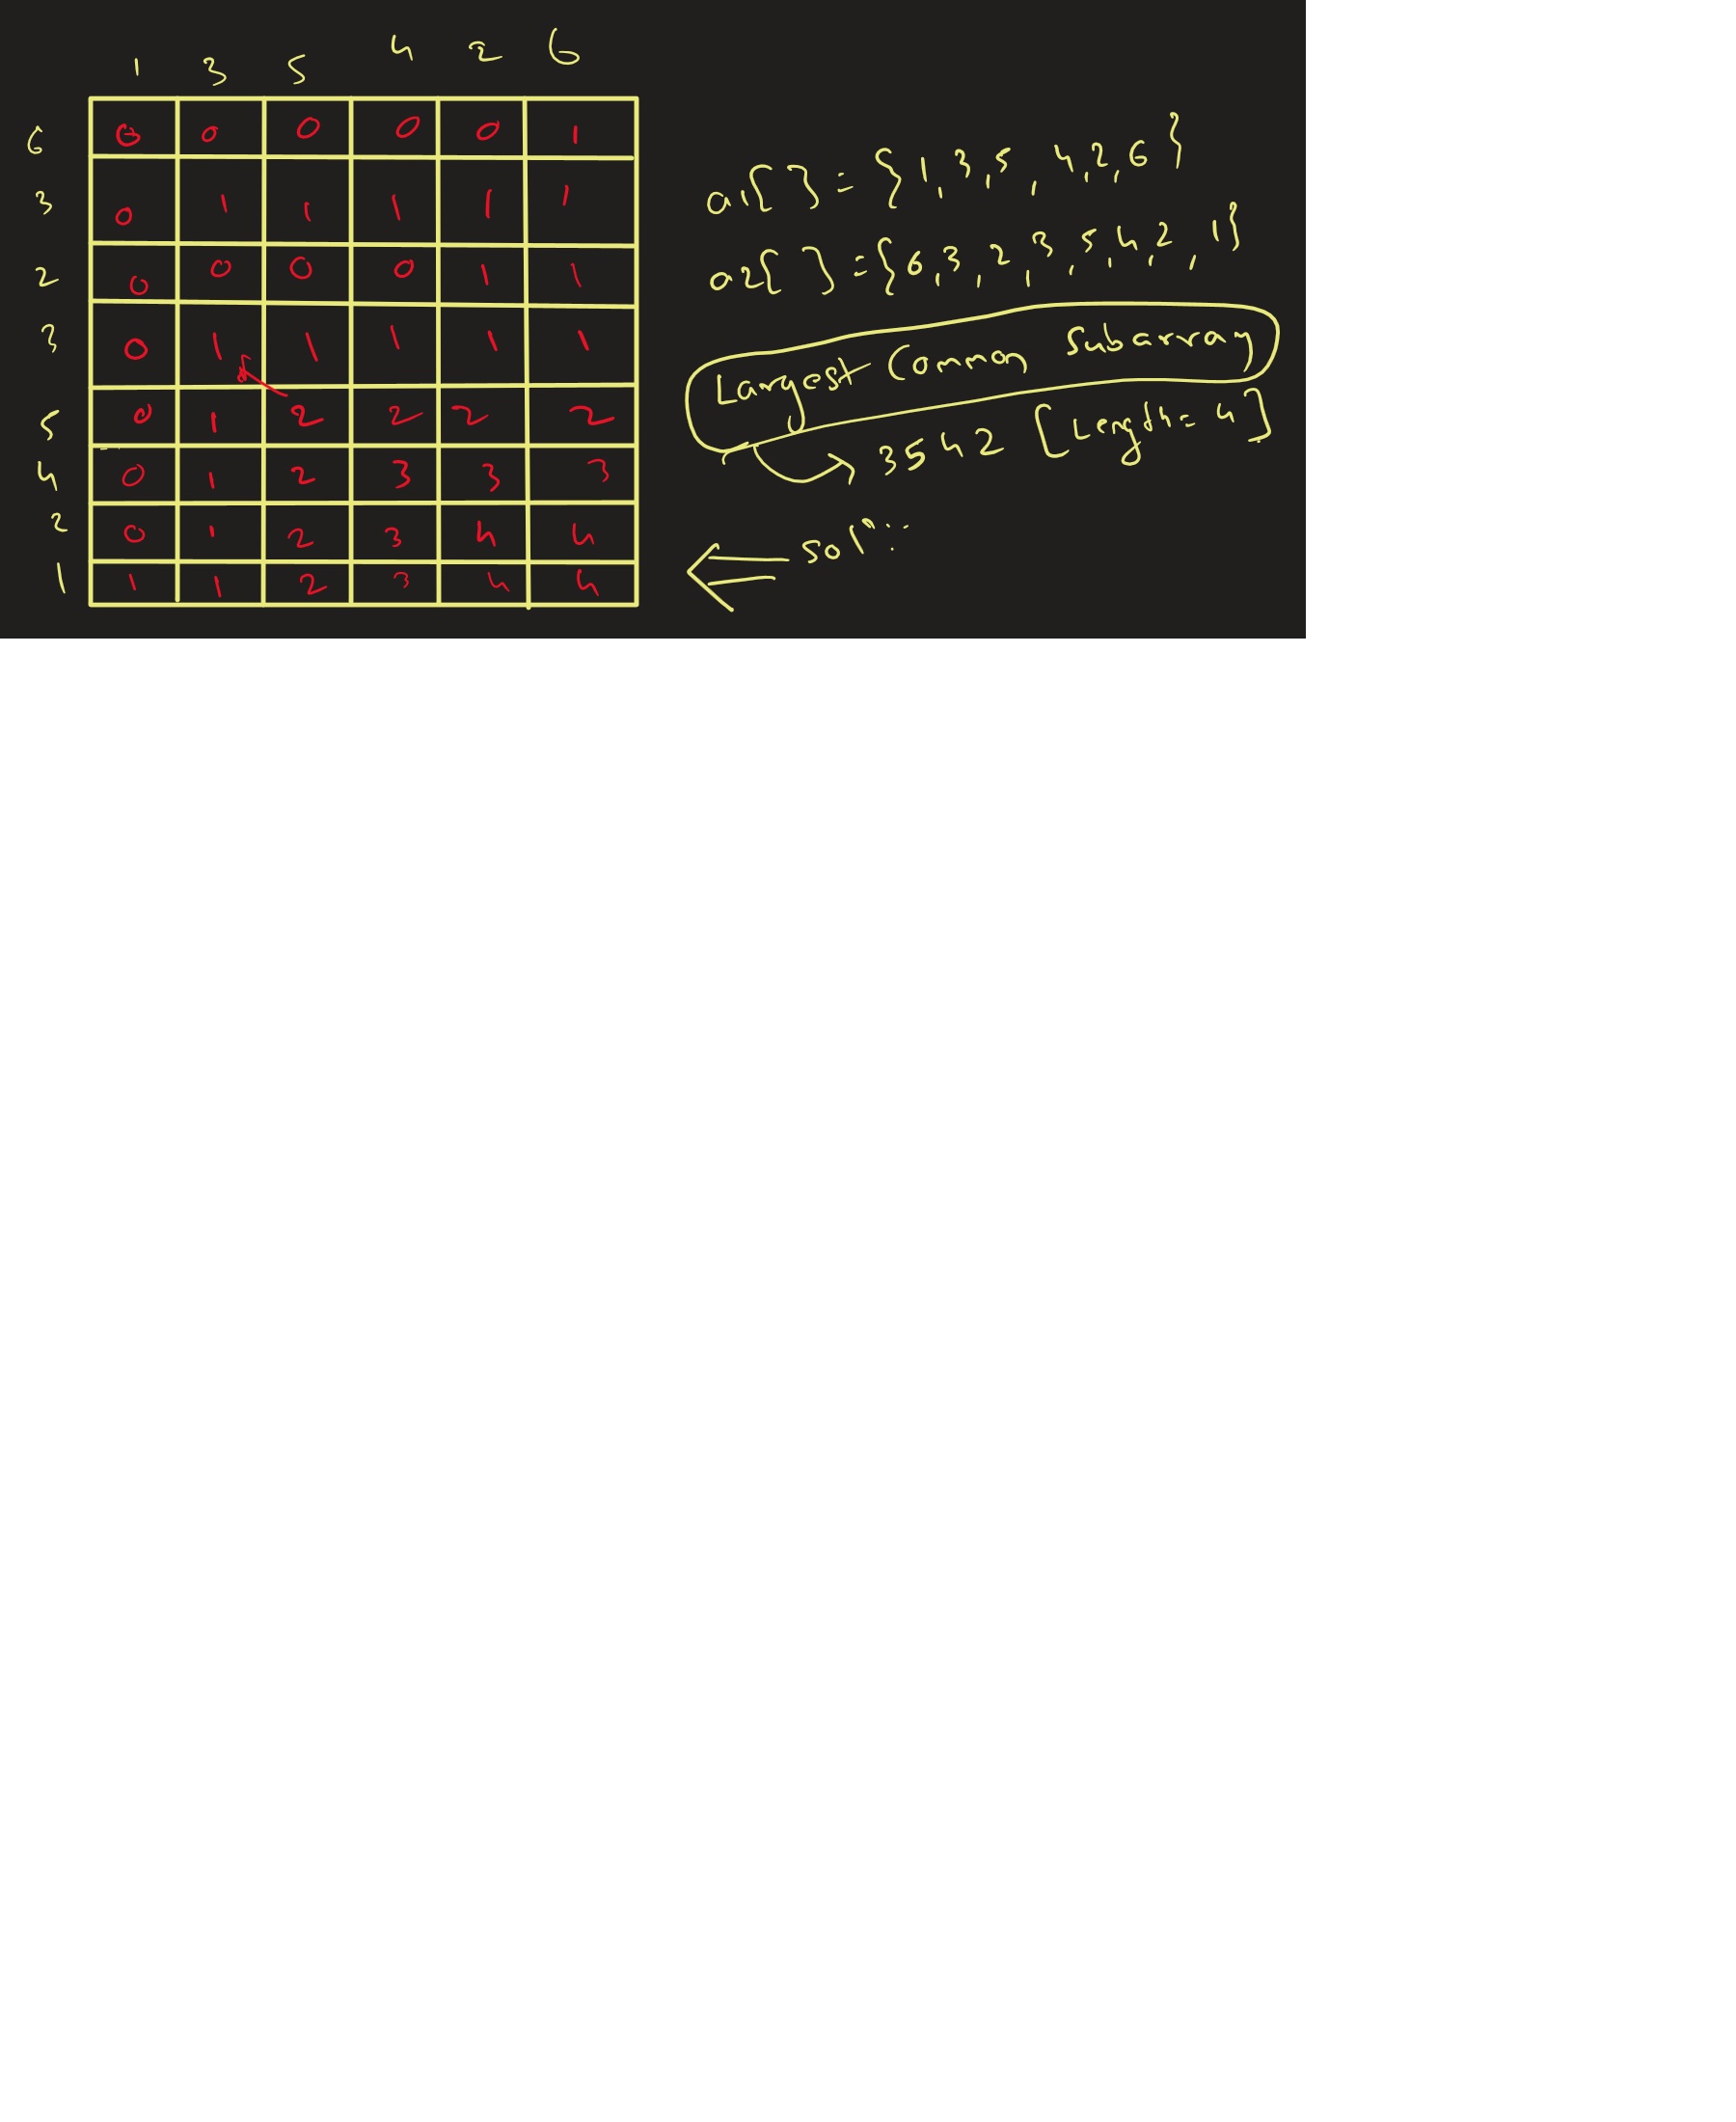 1 3 5 4 2 6
6 0 0 0 0 0 1
3 0 1 1 1 1 1
2 0 0 0 0 1 1
3 0 1 1 1 1 1
5 0 1 2 2 2 2
4 0 1 2 3 3 3
2 0 1 2 3 4 4
1 1 1 2 3 4 4
a1[ ] = {1,3,5,4,2,6}
a2[ ] = {6,3,2,3,5,4,2,1}
Largest Common Subarray
3542 [Length=4]
solⁿ:-